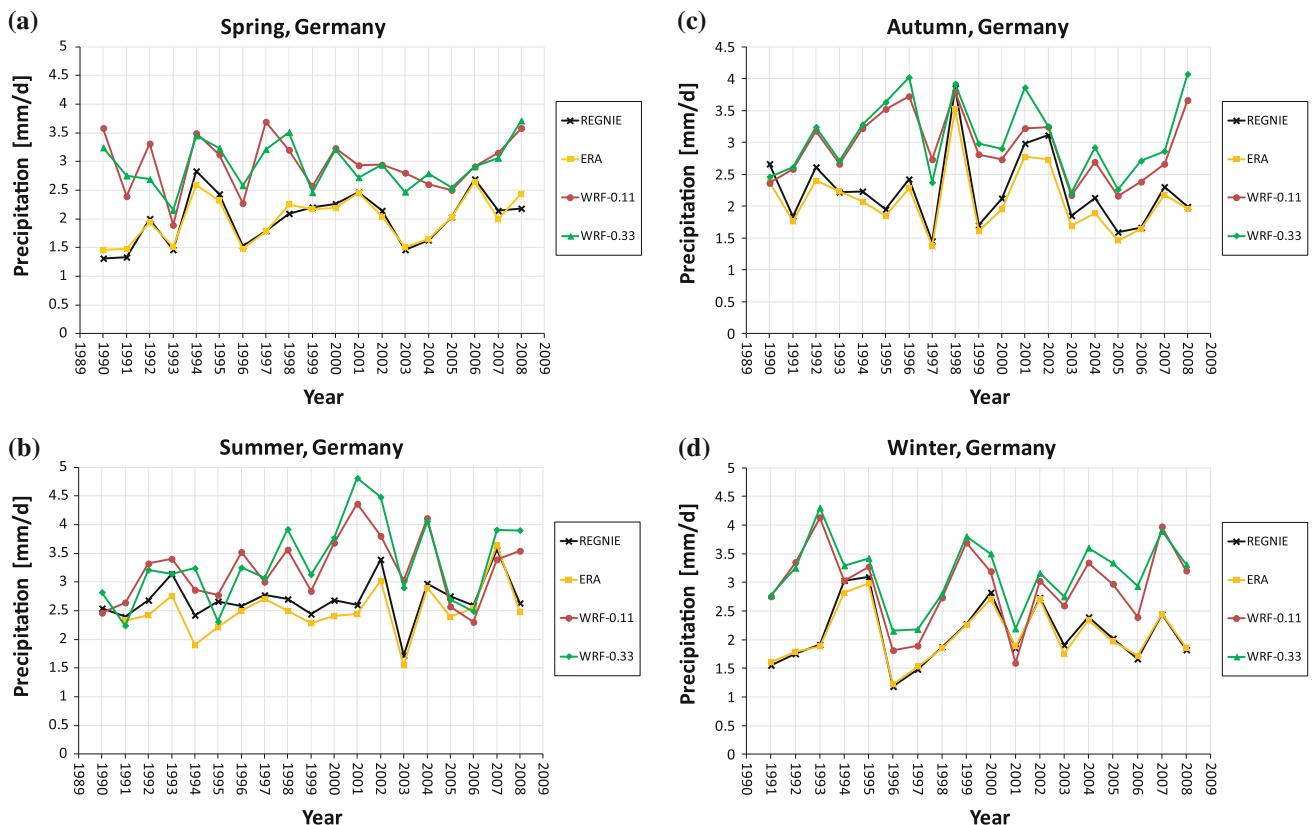 (a)
Spring, Germany
Precipitation [mm/d]
5
4.5
4
3.5
3
2.5
2
1.5
1
0.5
0
1989 1990 1991 1992 1993 1994 1995 1996 1997 1998 1999 2000 2001 2002 2003 2004 2005 2006 2007 2008 2009
Year
REGNIE
ERA
WRF-0.11
WRF-0.33
(c)
Autumn, Germany
Precipitation [mm/d]
4.5
4
3.5
3
2.5
2
1.5
1
0.5
0
1989 1990 1991 1992 1993 1994 1995 1996 1997 1998 1999 2000 2001 2002 2003 2004 2005 2006 2007 2008 2009
Year
REGNIE
ERA
WRF-0.11
WRF-0.33
(b)
Summer, Germany
Precipitation [mm/d]
5
4.5
4
3.5
3
2.5
2
1.5
1
0.5
0
1989 1990 1991 1992 1993 1994 1995 1996 1997 1998 1999 2000 2001 2002 2003 2004 2005 2006 2007 2008 2009
Year
REGNIE
ERA
WRF-0.11
WRF-0.33
(d)
Winter, Germany
Precipitation [mm/d]
5
4.5
4
3.5
3
2.5
2
1.5
1
0.5
0
1990 1991 1992 1993 1994 1995 1996 1997 1998 1999 2000 2001 2002 2003 2004 2005 2006 2007 2008 2009
Year
REGNIE
ERA
WRF-0.11
WRF-0.33